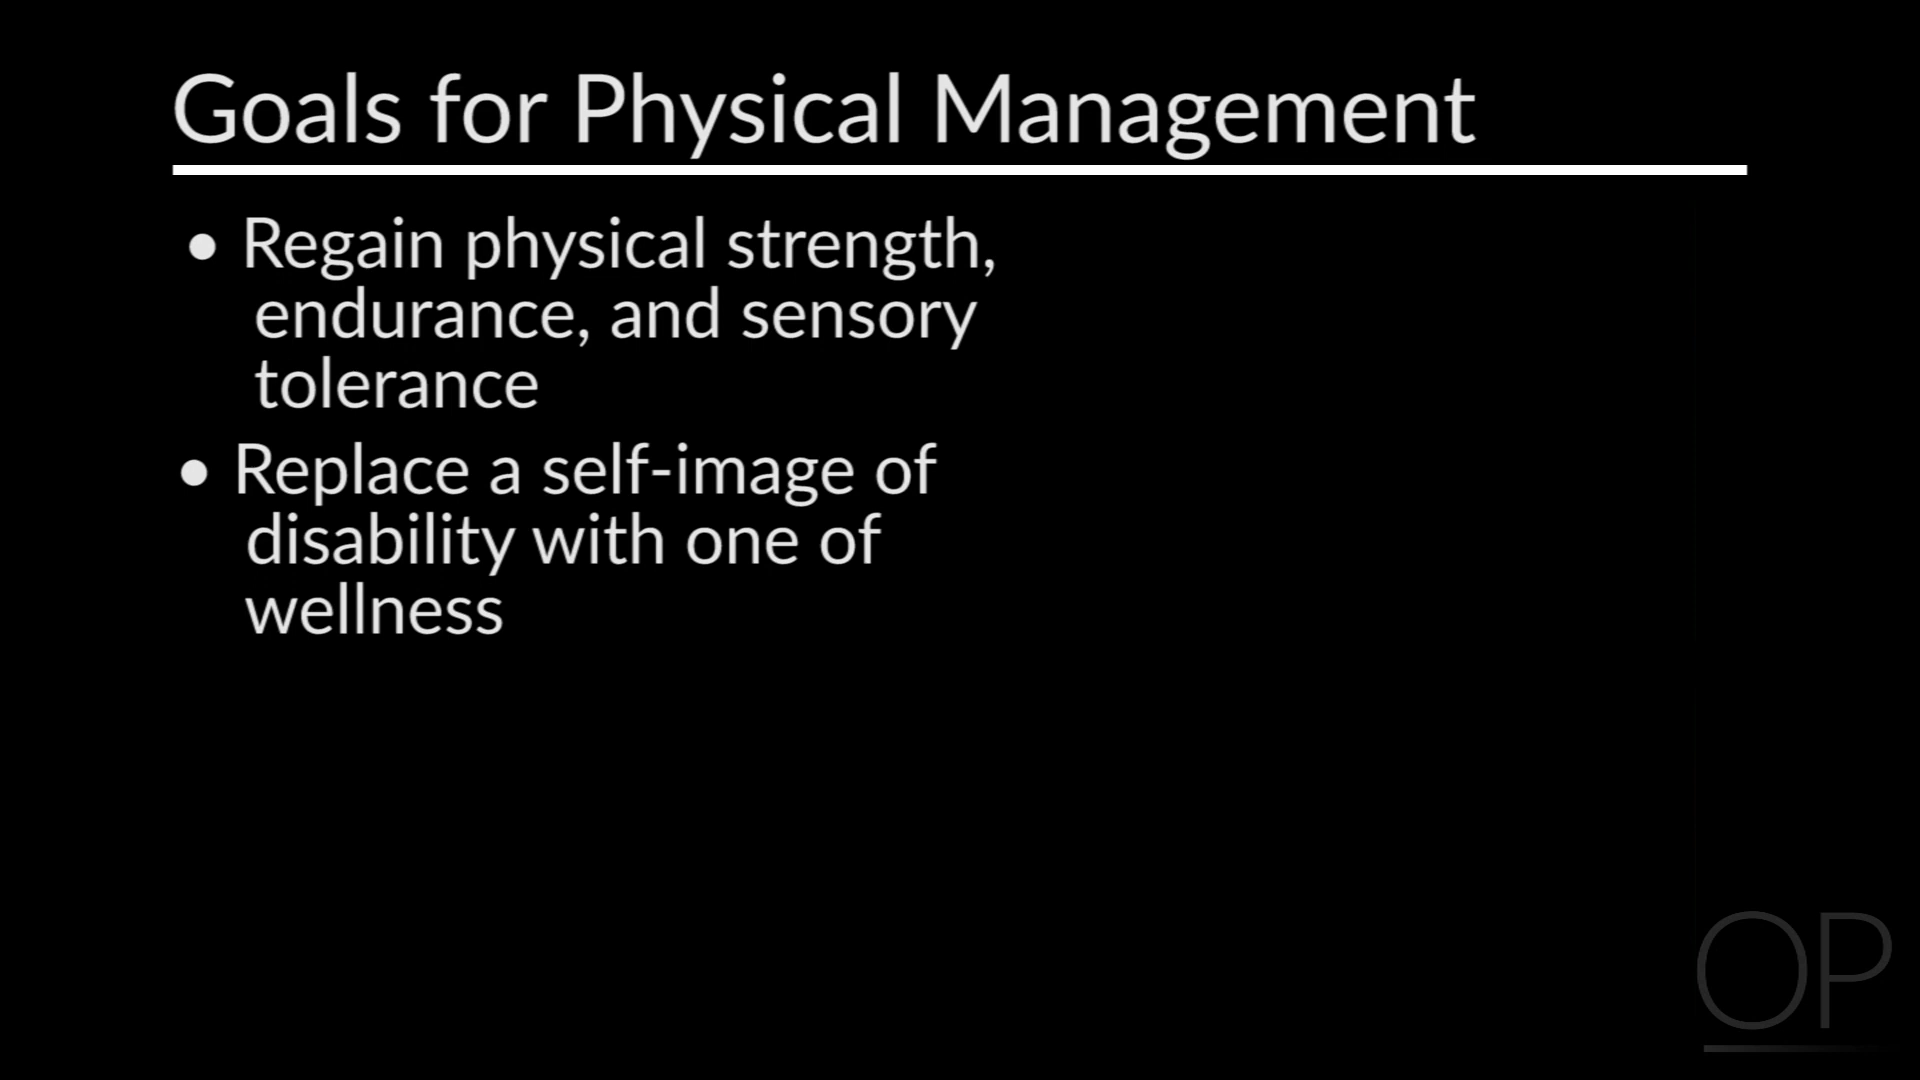 Goals for Physical Management
• Regain physical strength,
endurance, and sensory
tolerance
• Replace a self-image of
disability with one of
wellness
OP